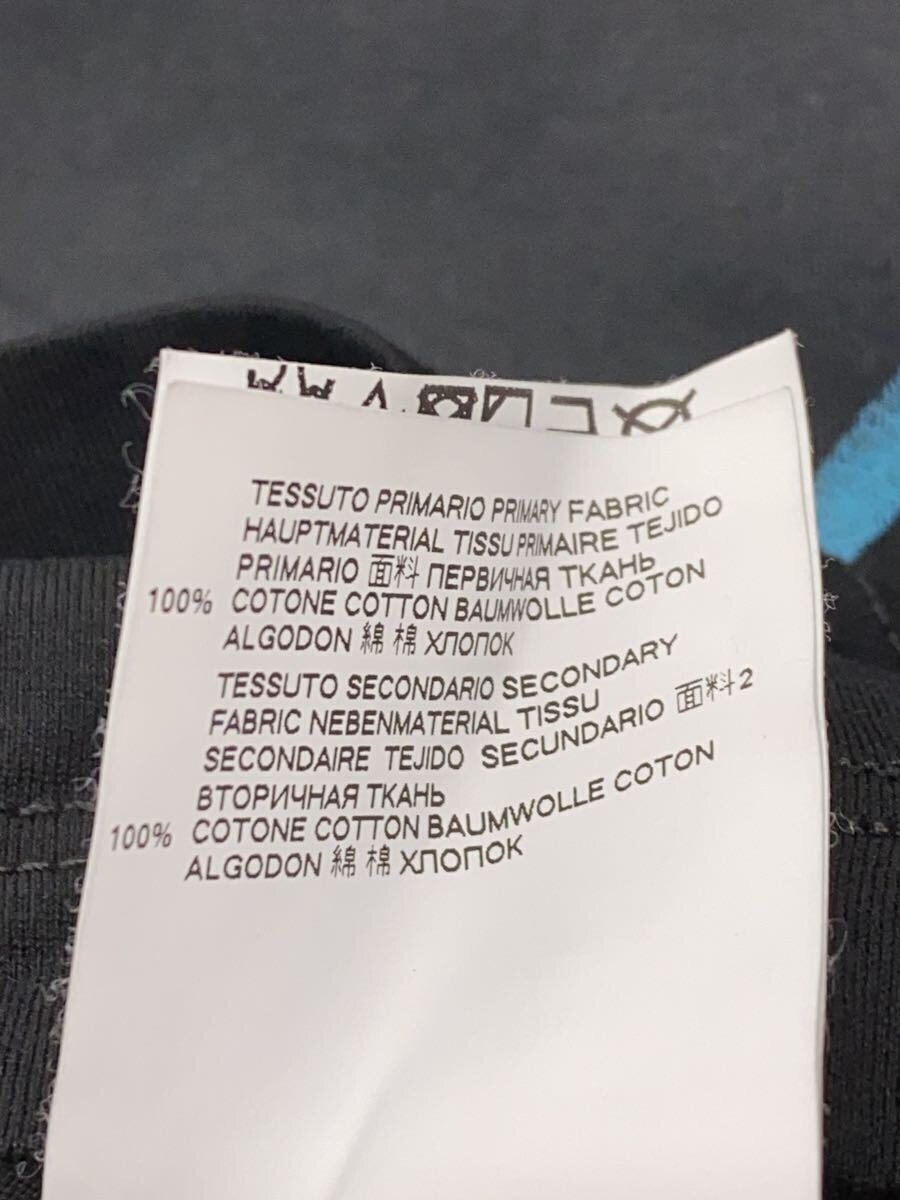 TESSUTO PRIMARIO PRIMARY FABRIC
HAUPTMATERIAL TISSU PRIMAIRE TEJIDO
PRIMARIO 面料 ПЕРВИЧНАЯ ТКАНЬ
100% COTONE COTTON BAUMWOLLE COTON
ALGODON 綿 棉 ХЛОПОК
TESSUTO SECONDARIO SECONDARY
FABRIC NEBENMATERIAL TISSU
SECONDAIRE TEJIDO SECUNDARIO 面料2
ВТОРИЧНАЯ ТКАНЬ
100% COTONE COTTON BAUMWOLLE COTON
ALGODON 綿 棉 ХЛОПОК